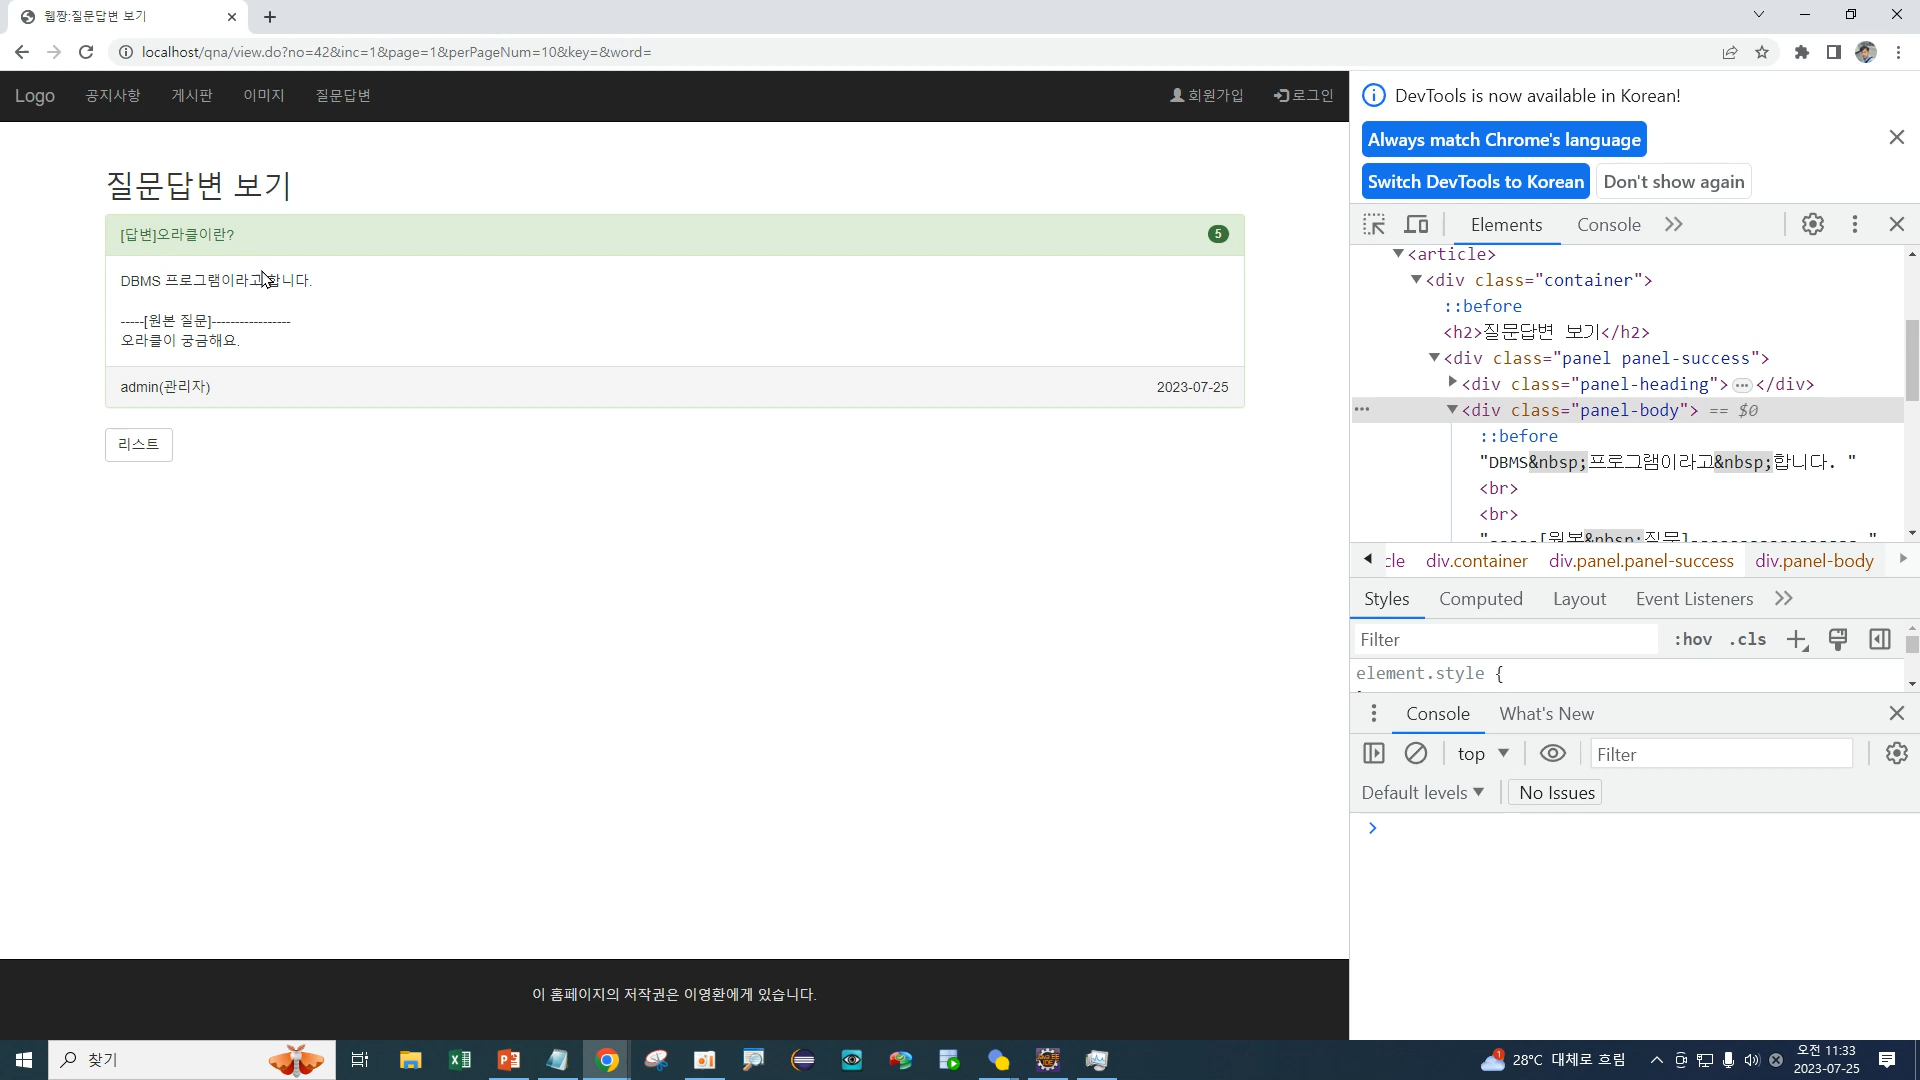 웹짱:질문답변 보기
localhost/qna/view.do?no=42&inc=1&page=1&perPageNum=10&key=&word=
Logo 공지사항 게시판 이미지 질문답변 회원가입 로그인
질문답변 보기
[답변]오라클이란? 5
DBMS 프로그램이라고 합니다.
-----[원본 질문]-----------------
오라클이 궁금해요.
admin(관리자) 2023-07-25
리스트
이 홈페이지의 저작권은 이영환에게 있습니다.
DevTools is now available in Korean!
Always match Chrome's language
Switch DevTools to Korean Don't show again
Elements Console
<article>
<div class="container">
::before
<h2>질문답변 보기</h2>
<div class="panel panel-success">
<div class="panel-heading">…</div>
<div class="panel-body"> == $0
::before
"DBMS&nbsp;프로그램이라고&nbsp;합니다. "
<br>
<br>
"-----[원본&nbsp;질문]----------------- "
cle div.container div.panel.panel-success div.panel-body
Styles Computed Layout Event Listeners
Filter :hov .cls
element.style {
Console What's New
top Filter
Default levels No Issues
찾기
1 28°C 대체로 흐림
오전 11:33
2023-07-25